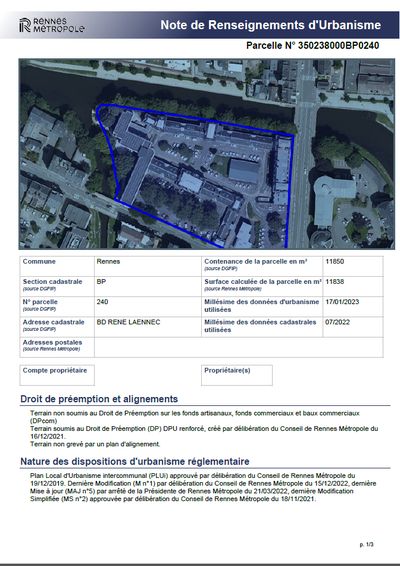 RENNES
MÉTROPOLE
Note de Renseignements d'Urbanisme
Parcelle N° 350238000BP0240
Commune
Rennes
Contenance de la parcelle en m²
(source DGFIP)
11850
Section cadastrale
(source DGFIP)
BP
Surface calculée de la parcelle en m²
(source Rennes Métropole)
11838
N° parcelle
(source DGFIP)
240
Millésime des données d'urbanisme
utilisées
17/01/2023
Adresse cadastrale
(source DGFIP)
BD RENE LAENNEC
Millésime des données cadastrales
utilisées
07/2022
Adresses postales
(source Rennes Métropole)
Compte propriétaire
Propriétaire(s)
Droit de préemption et alignements
Terrain non soumis au Droit de Préemption sur les fonds artisanaux, fonds commerciaux et baux commerciaux
(DPcom)
Terrain soumis au Droit de Préemption (DP) DPU renforcé, créé par délibération du Conseil de Rennes Métropole du
16/12/2021.
Terrain non grevé par un plan d'alignement.
Nature des dispositions d'urbanisme réglementaire
Plan Local d'Urbanisme intercommunal (PLUi) approuvé par délibération du Conseil de Rennes Métropole du
19/12/2019, Dernière Modification (M n°1) par délibération du Conseil de Rennes Métropole du 15/12/2022, dernière
Mise à jour (MAJ n°5) par arrêté de la Présidente de Rennes Métropole du 21/03/2022, dernière Modification
Simplifiée (MS n°2) approuvée par délibération du Conseil de Rennes Métropole du 18/11/2021.
p. 1/3